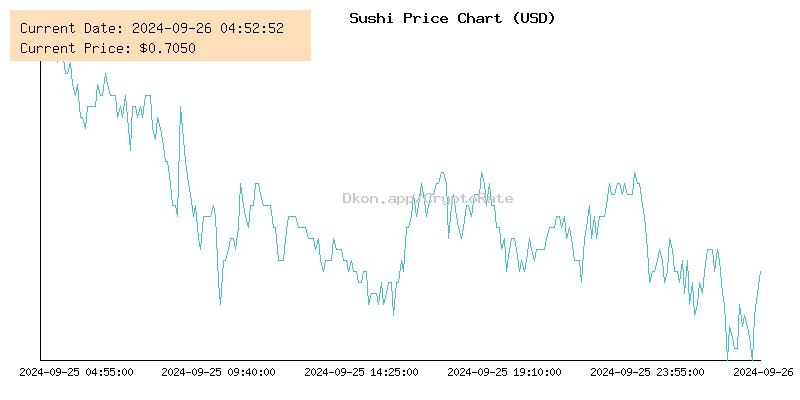 Sushi Price Chart (USD)
Current Date: 2024-09-26 04:52:52
Current Price: $0.7050
Dkon.app/CryptoRate
2024-09-25 04:55:00 2024-09-25 09:40:00 2024-09-25 14:25:00 2024-09-25 19:10:00 2024-09-25 23:55:00 2024-09-26